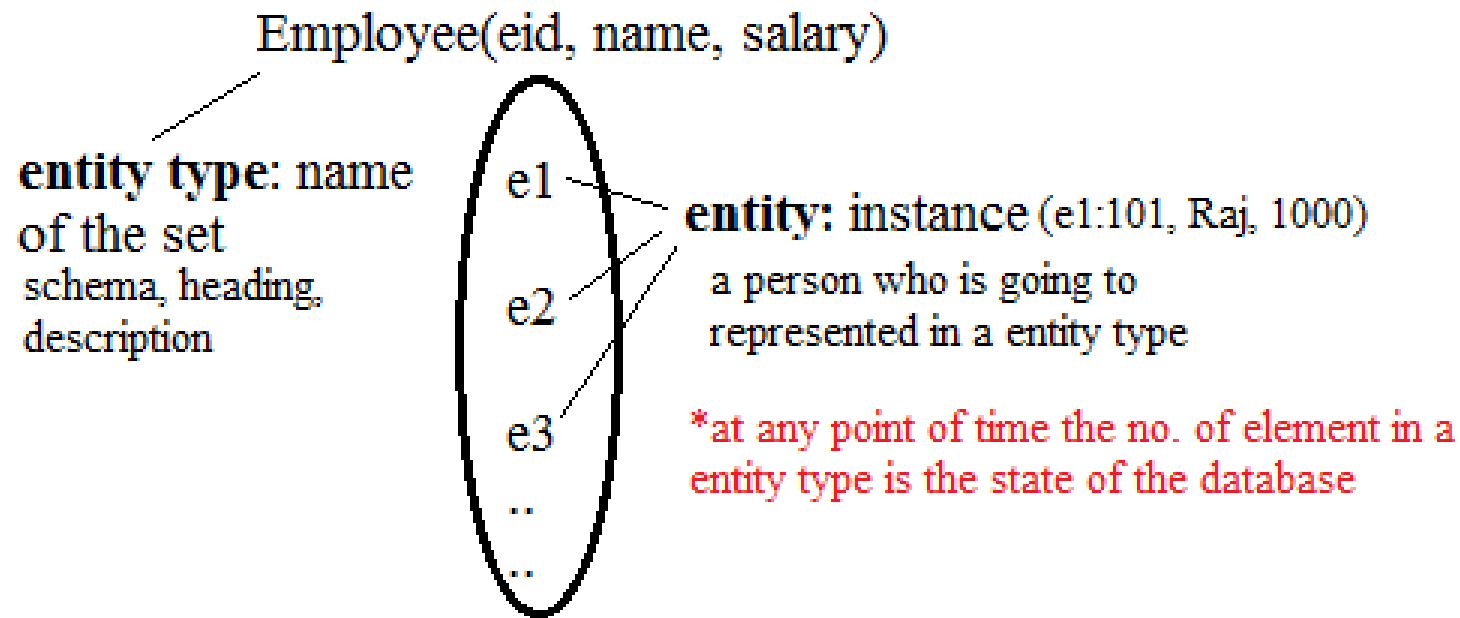 Employee(eid, name, salary)
entity type: name
of the set
schema, heading,
description
e1
e2
e3
..
..
entity: instance (e1:101, Raj, 1000)
a person who is going to
represented in a entity type
*at any point of time the no. of element in a
entity type is the state of the database